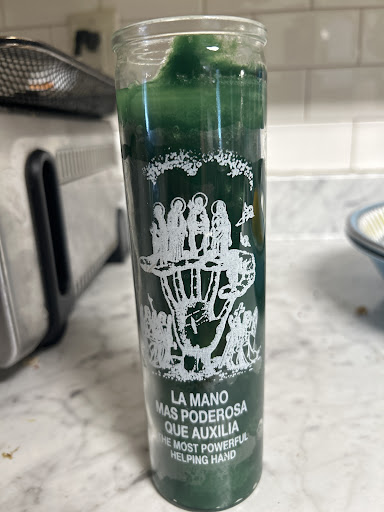 LA MANO
MAS PODEROSA
QUE AUXILIA
THE MOST POWERFUL
HELPING HAND